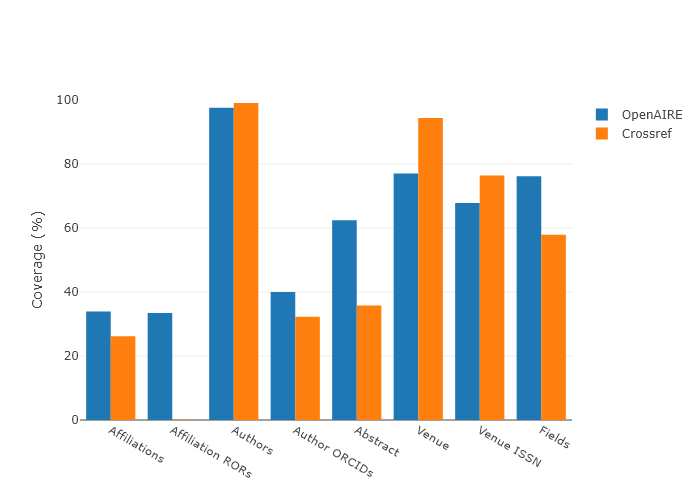 100
80
60
40
20
0
Coverage (%)
Affiliations
Affiliation RORs
Authors
Author ORCIDs
Abstract
Venue
Venue ISSN
Fields
OpenAIRE
Crossref